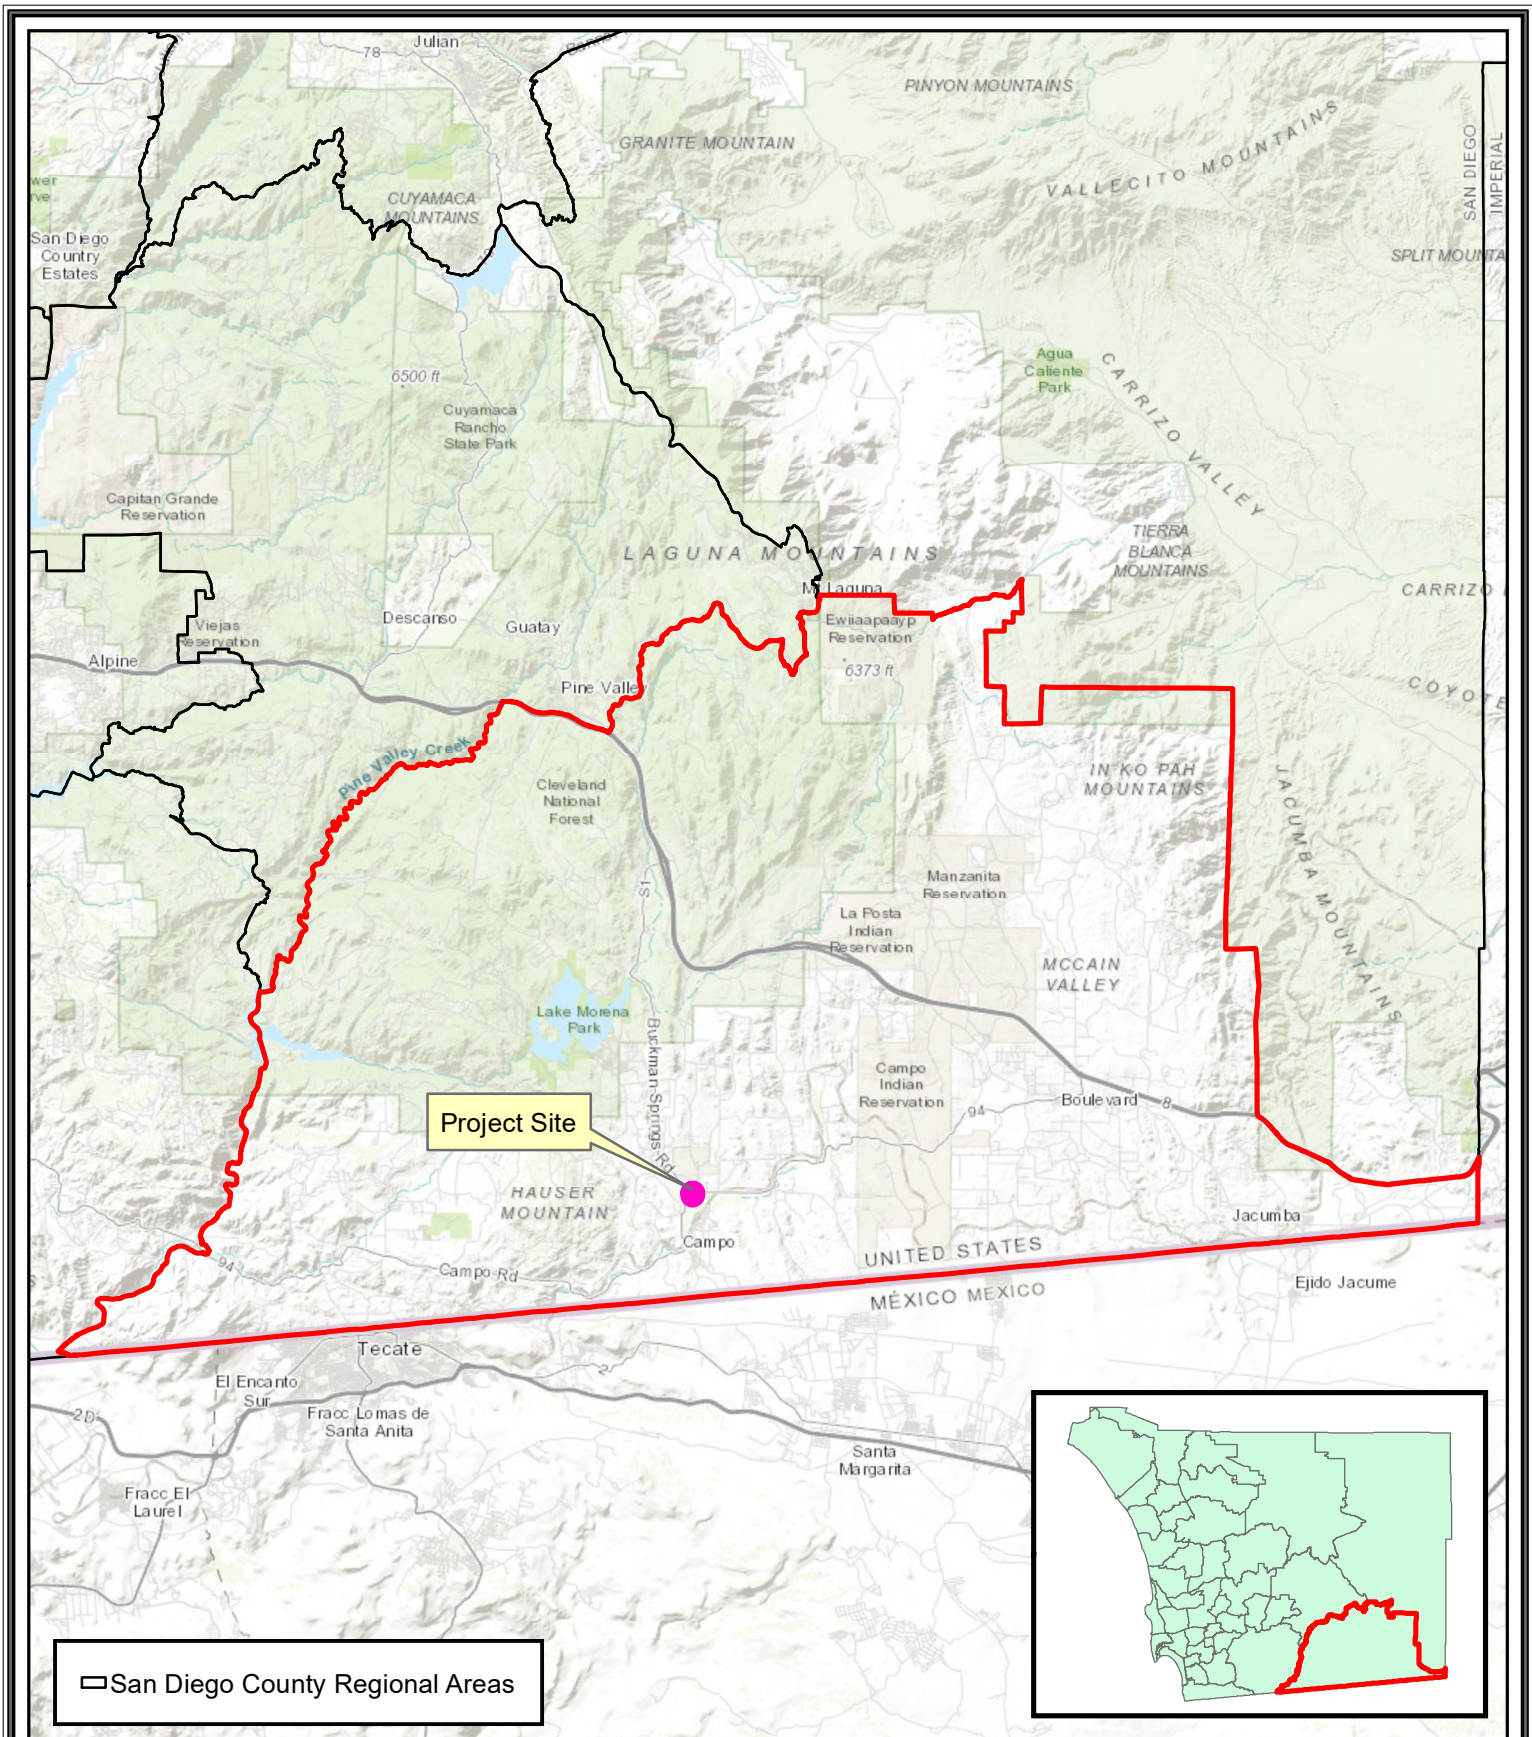 Julian
78
PINYON MOUNTAINS
GRANITE MOUNTAIN
VALLECITO MOUNTAINS
SAN DIEGO
IMPERIAL
CUYAMACA
MOUNTAINS
San Diego
Country
Estates
SPLIT MOUNTA
6500 ft
Agua
Caliente
Park
CARRIZO VALLEY
Cuyamaca
Rancho
State Park
Capitan Grande
Reservation
TIERRA
BLANCA
MOUNTAINS
LAGUNA MOUNTAINS
Mt Laguna
CARRIZO
Descanso
Guatay
Viejas
Reservation
Ewiiaapaayp
Reservation
6373 ft
Alpine
Pine Valley
COYOTE
Pine Valley Creek
IN KO PAH
MOUNTAINS
JACUMBA MOUNTAINS
Cleveland
National
Forest
S1
Manzanita
Reservation
La Posta
Indian
Reservation
MCCAIN
VALLEY
Lake Morena
Park
Buckman Springs Rd
Campo
Indian
Reservation
94
Boulevard
8
Project Site
HAUSER
MOUNTAIN
Campo
Jacumba
UNITED STATES
94
Campo Rd
MÉXICO MEXICO
Ejido Jacume
Tecate
El Encanto
Sur
2
2D
Fracc Lomas de
Santa Anita
Santa
Margarita
Fracc El
Laurel
San Diego County Regional Areas